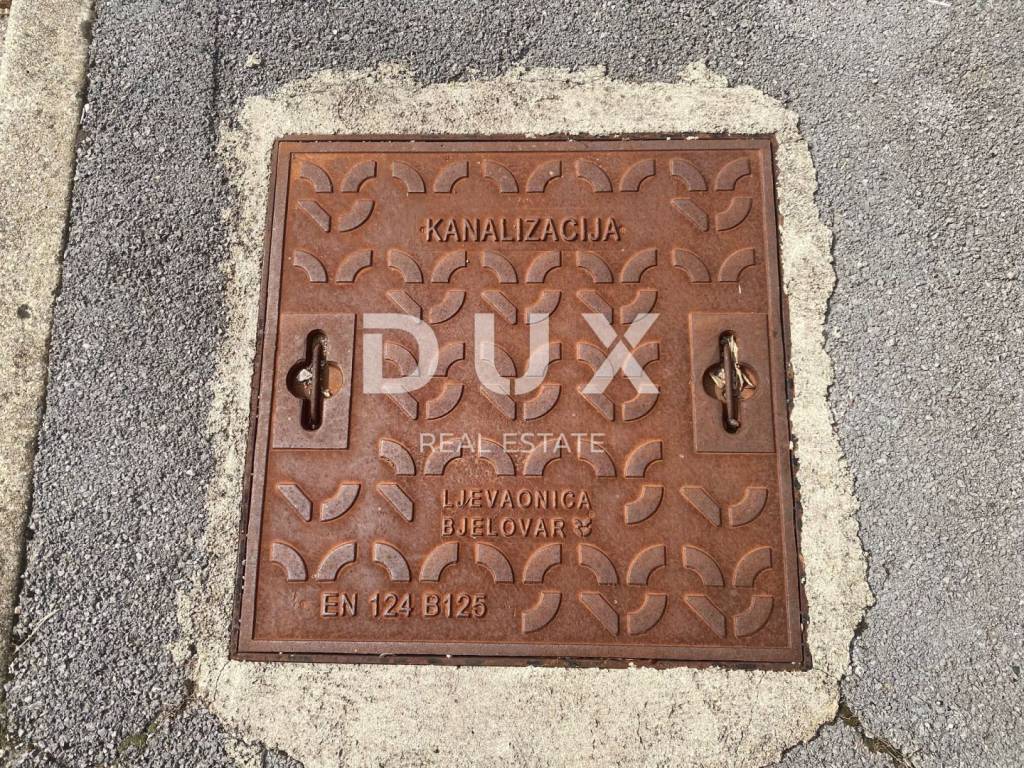 KANALIZACIJA
DUX
REAL ESTATE
LJEVAONICA
BJELOVAR
EN 124 B125